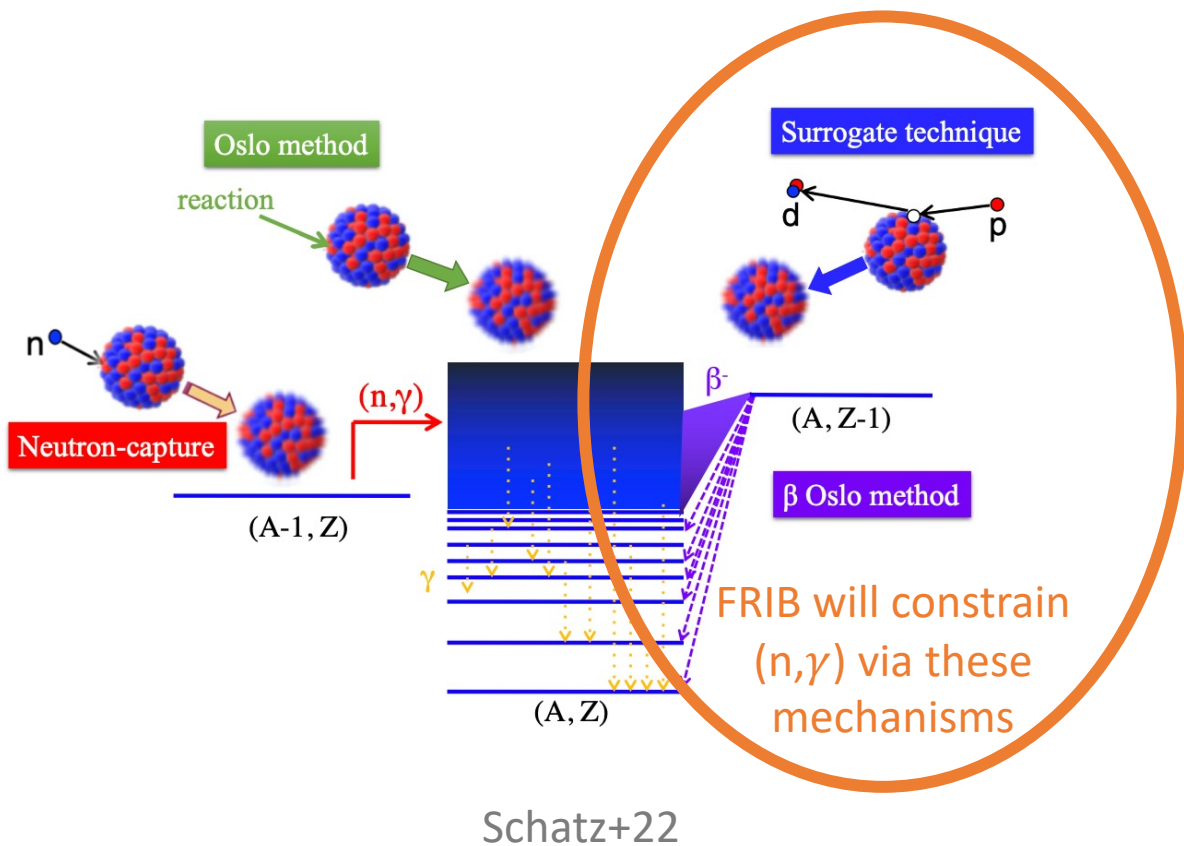 Oslo method
reaction
Surrogate technique
d
p
n
(n,γ)
β-
Neutron-capture
(A-1, Z)
(A, Z-1)
β Oslo method
γ
(A, Z)
FRIB will constrain
(n,γ) via these
mechanisms
Schatz+22